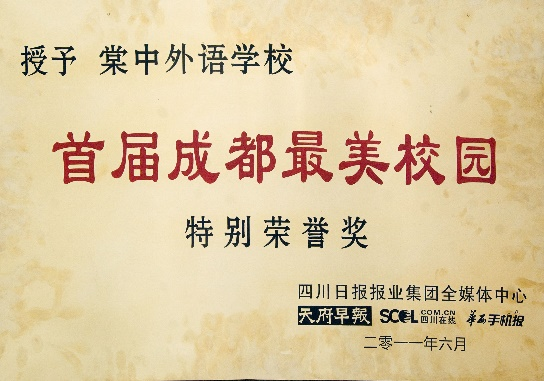 授予 棠中外语学校
首届成都最美校园
特别荣誉奖
四川日报报业集团全媒体中心
天府早报 SCOL COM.CN 四川在线 华西手机报
二零一一年六月